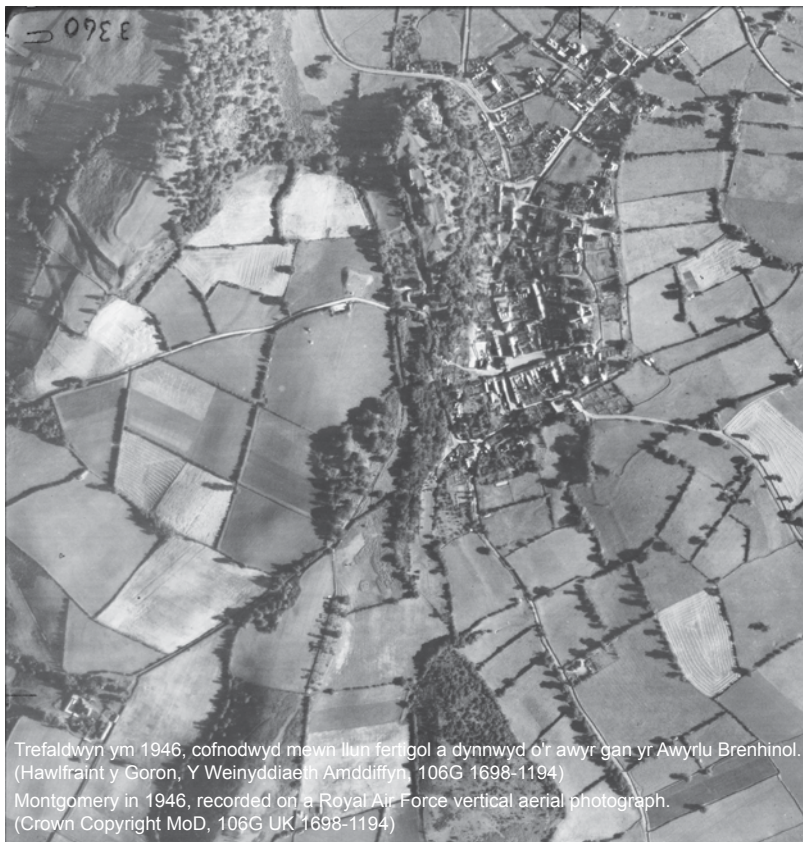 Trefaldwyn ym 1946, cofnodwyd mewn llun fertigol a dynnwyd o'r awyr gan yr Awyrlu Brenhinol.
(Hawlfraint y Goron, Y Weinyddiaeth Amddiffyn, 106G 1698-1194)
Montgomery in 1946, recorded on a Royal Air Force vertical aerial photograph.
(Crown Copyright MoD, 106G UK 1698-1194)